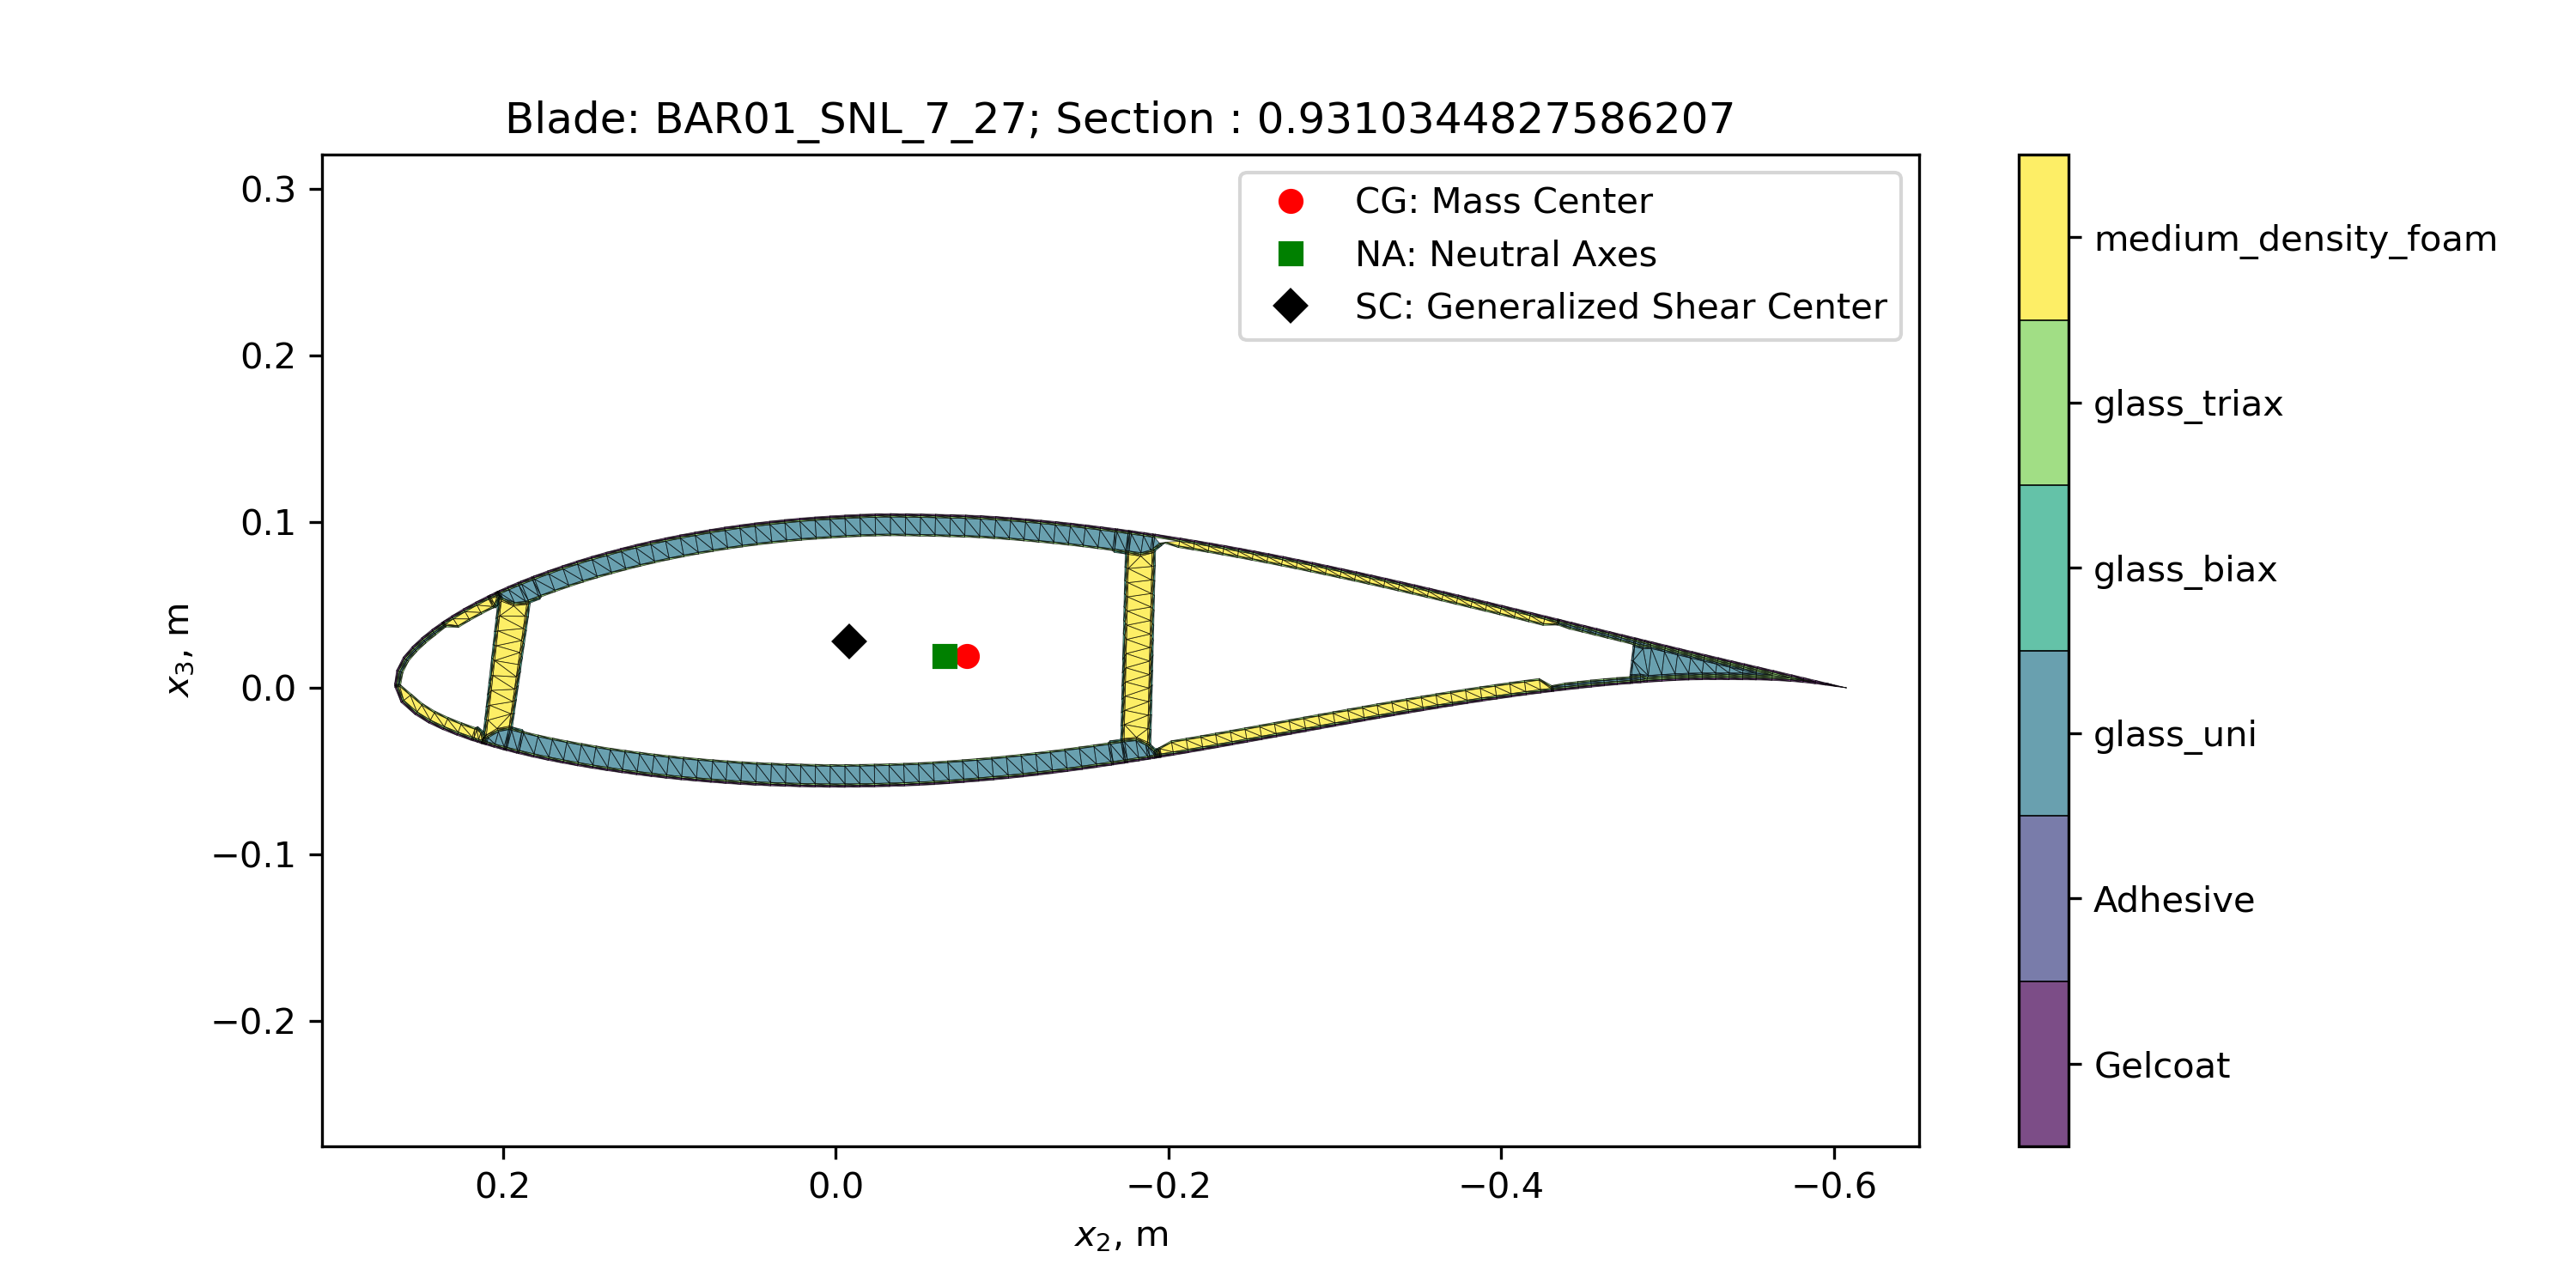 Blade: BAR01_SNL_7_27; Section : 0.9310344827586207
CG: Mass Center
NA: Neutral Axes
SC: Generalized Shear Center
0.3
0.2
0.1
0.0
−0.1
−0.2
x₃, m
0.2
0.0
−0.2
−0.4
−0.6
x₂, m
medium_density_foam
glass_triax
glass_biax
glass_uni
Adhesive
Gelcoat